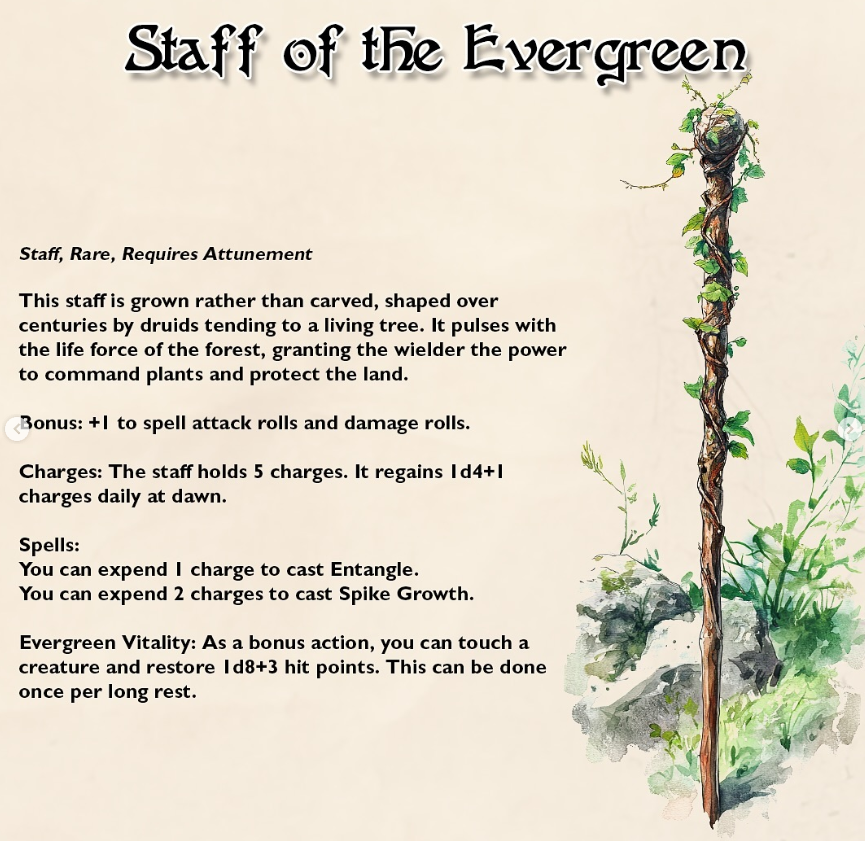 Staff of the Evergreen
Staff, Rare, Requires Attunement
This staff is grown rather than carved, shaped over
centuries by druids tending to a living tree. It pulses with
the life force of the forest, granting the wielder the power
to command plants and protect the land.
Bonus: +1 to spell attack rolls and damage rolls.
Charges: The staff holds 5 charges. It regains 1d4+1
charges daily at dawn.
Spells:
You can expend 1 charge to cast Entangle.
You can expend 2 charges to cast Spike Growth.
Evergreen Vitality: As a bonus action, you can touch a
creature and restore 1d8+3 hit points. This can be done
once per long rest.